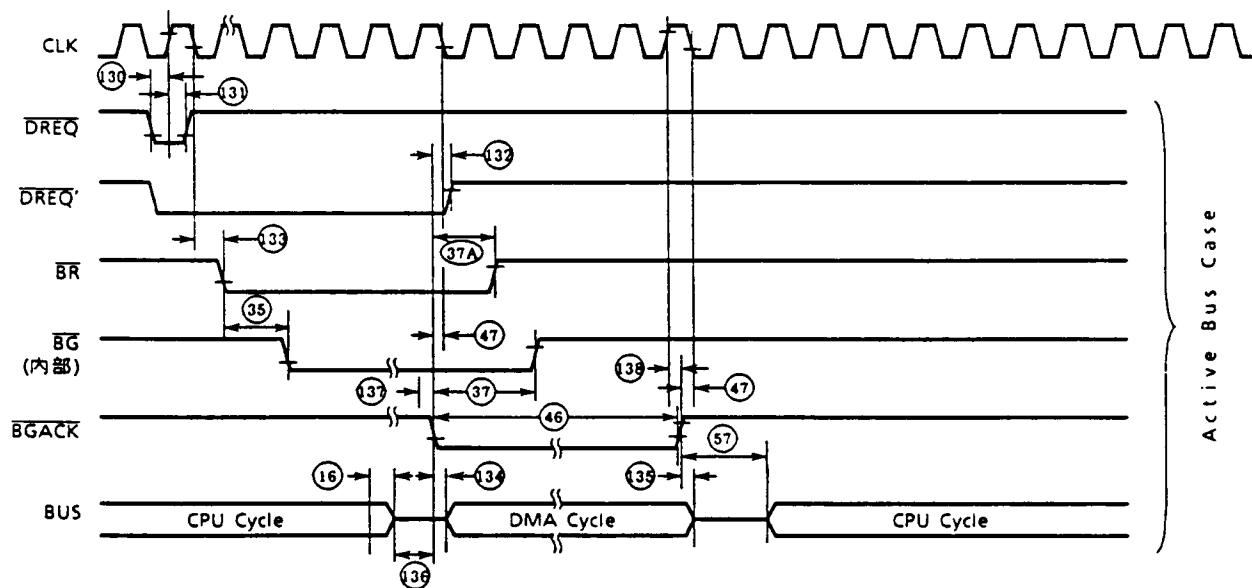 CLK
130
131
DREQ
132
DREQ'
133
37A
BR
35
BG
47
(内部)
138
137
37
47
46
BGACK
57
16
134
135
BUS
CPU Cycle
DMA Cycle
CPU Cycle
136
Active Bus Case